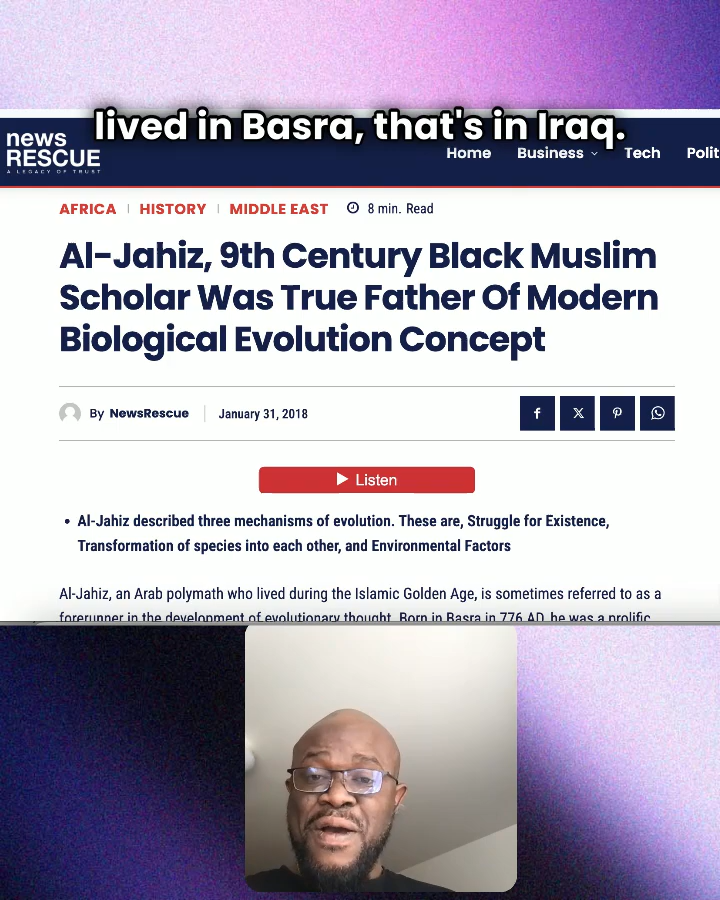 lived in Basra, that's in Iraq.
news
RESCUE
A LEGACY OF TRUST
Home Business Tech Polit
AFRICA | HISTORY | MIDDLE EAST 8 min. Read
Al-Jahiz, 9th Century Black Muslim
Scholar Was True Father Of Modern
Biological Evolution Concept
By NewsRescue January 31, 2018
Listen
• Al-Jahiz described three mechanisms of evolution. These are, Struggle for Existence,
Transformation of species into each other, and Environmental Factors
Al-Jahiz, an Arab polymath who lived during the Islamic Golden Age, is sometimes referred to as a
forerunner in the development of evolutionary thought. Born in Basra in 776 AD, he was a prolific